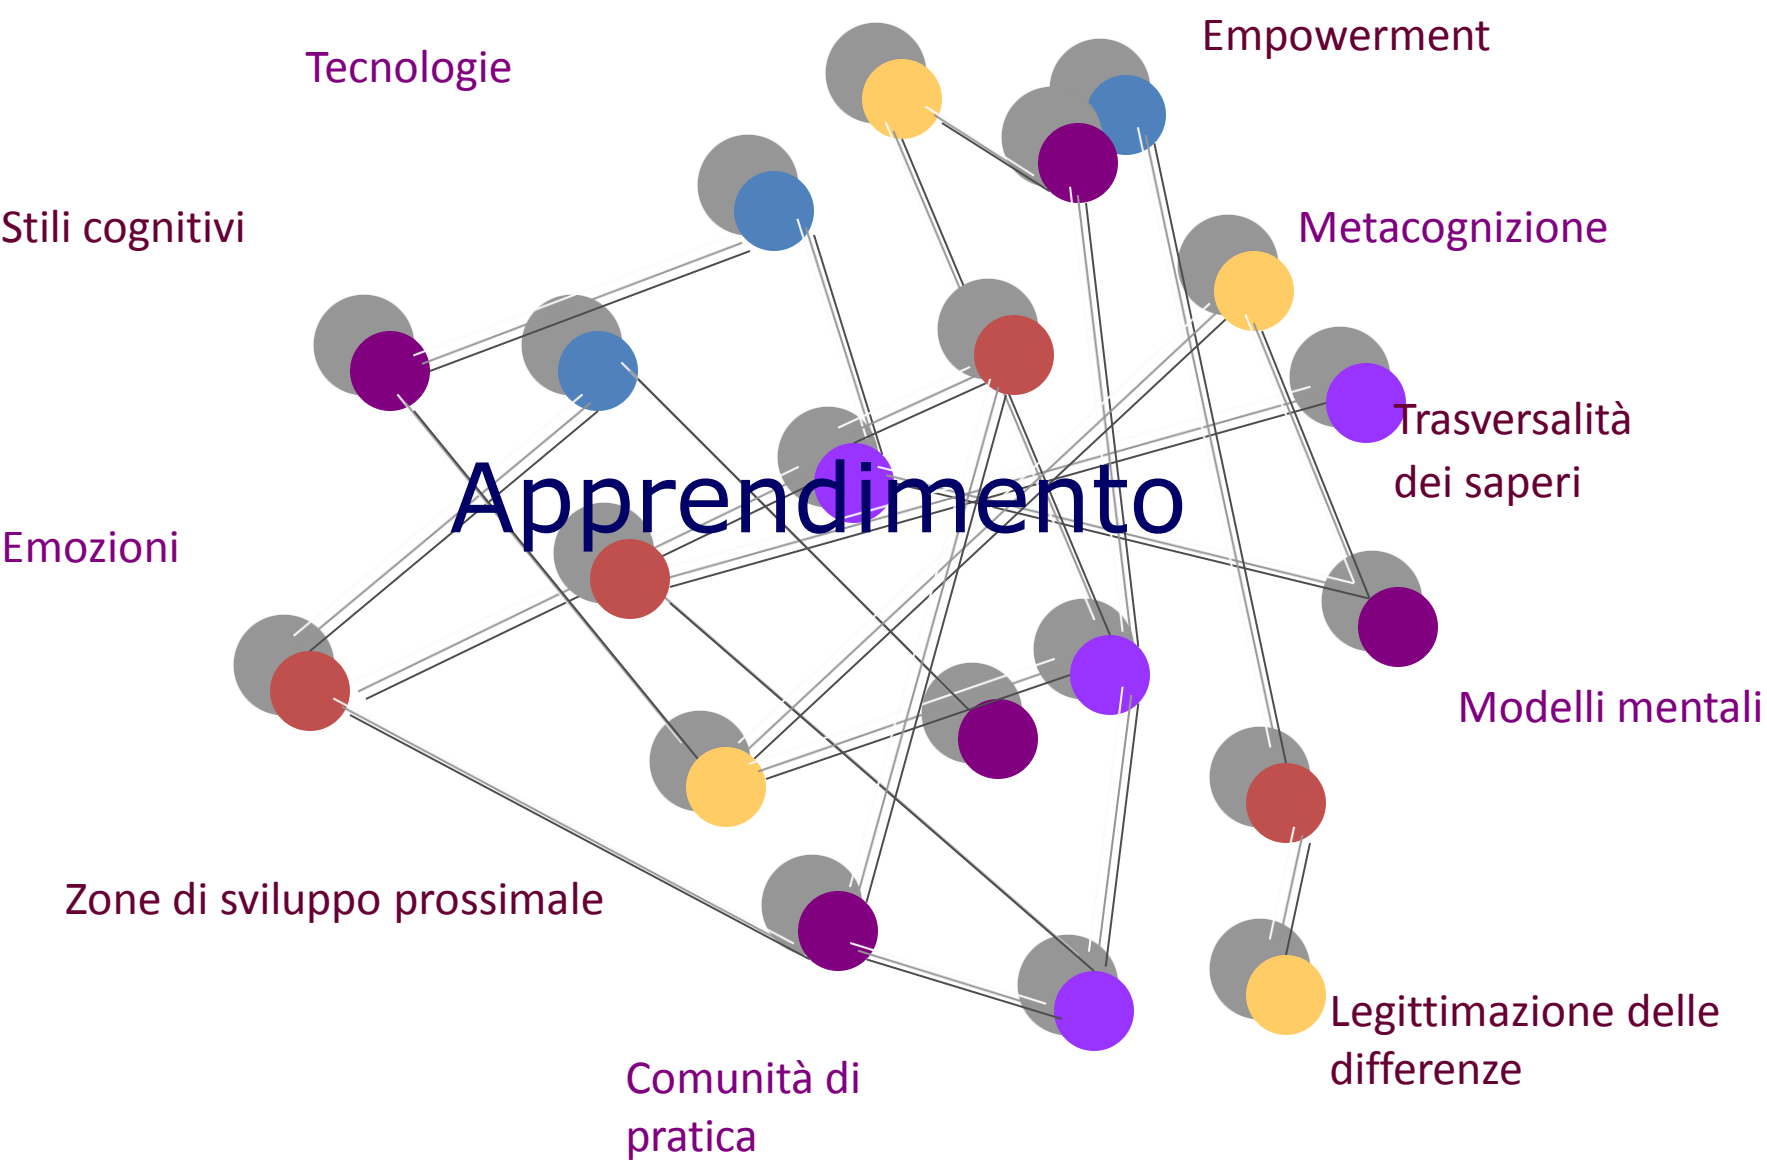 Empowerment
Tecnologie
Stili cognitivi
Metacognizione
Trasversalità
dei saperi
Apprendimento
Emozioni
Modelli mentali
Zone di sviluppo prossimale
Legittimazione delle
differenze
Comunità di
pratica